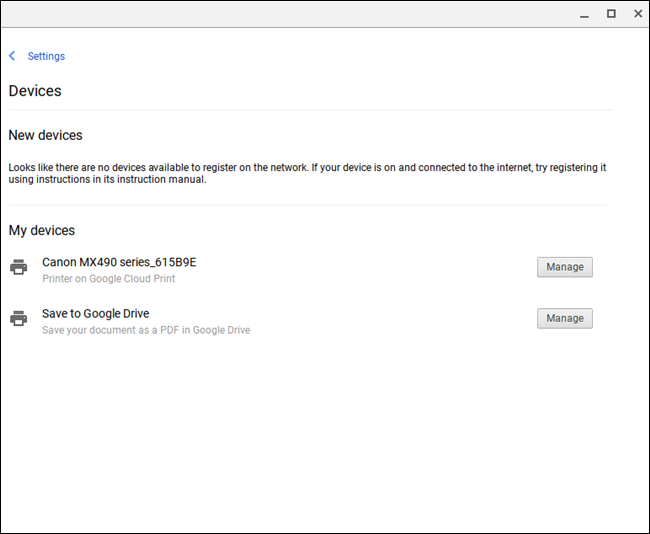 Settings
Devices
New devices
Looks like there are no devices available to register on the network. If your device is on and connected to the internet, try registering it
using instructions in its instruction manual.
My devices
Canon MX490 series_615B9E
Printer on Google Cloud Print
Manage
Save to Google Drive
Save your document as a PDF in Google Drive
Manage